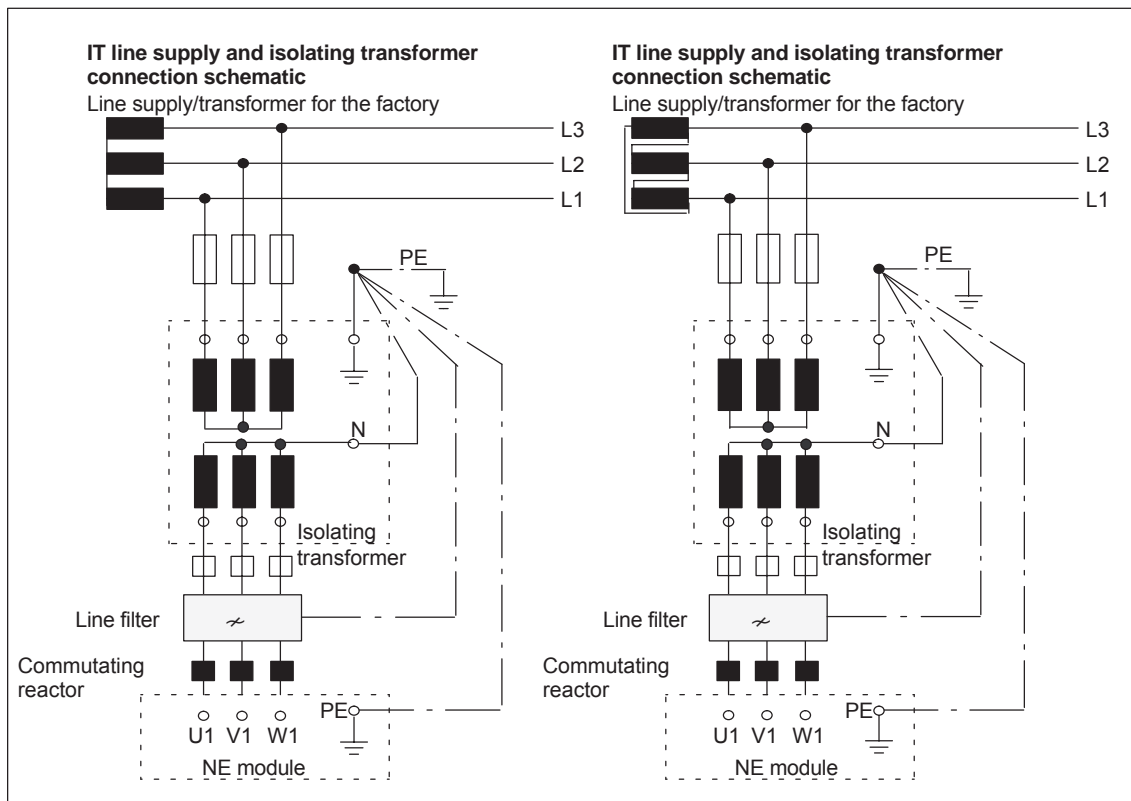 IT line supply and isolating transformer
connection schematic
Line supply/transformer for the factory
L3
L2
L1
PE
N
Isolating
transformer
Line filter
Commutating
reactor
PE
U1 V1 W1
NE module
IT line supply and isolating transformer
connection schematic
Line supply/transformer for the factory
L3
L2
L1
PE
N
Isolating
transformer
Line filter
Commutating
reactor
PE
U1 V1 W1
NE module